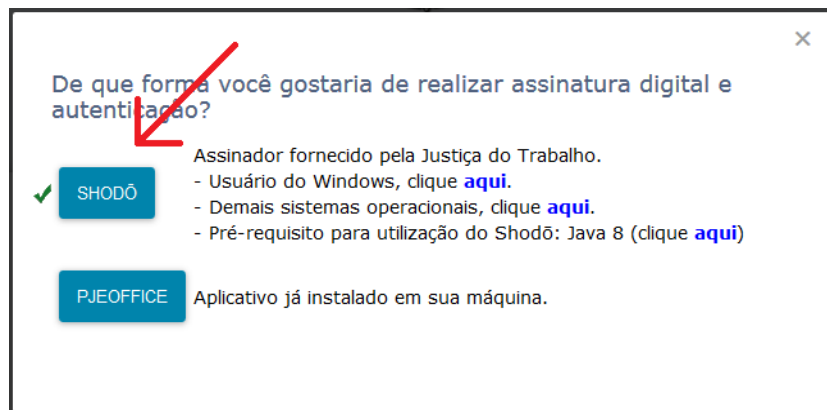 De que forma você gostaria de realizar assinatura digital e
autenticação?
Assinador fornecido pela Justiça do Trabalho.
SHODŌ
- Usuário do Windows, clique aqui.
- Demais sistemas operacionais, clique aqui.
- Pré-requisito para utilização do Shodō: Java 8 (clique aqui)
PJEOFFICE
Aplicativo já instalado em sua máquina.